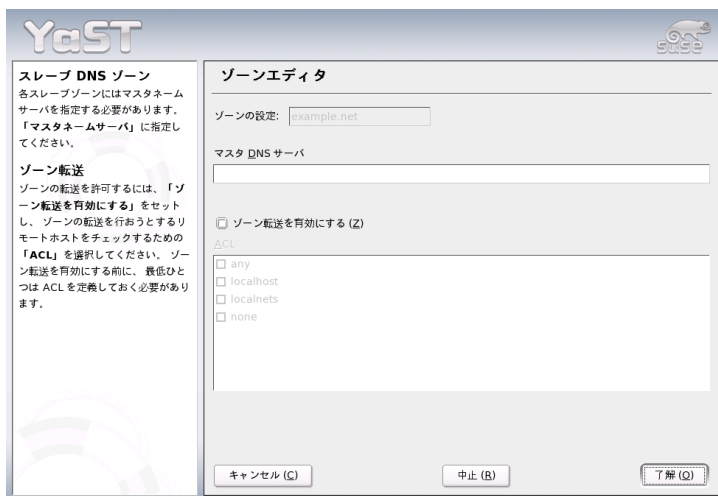 YaST
SUSE
スレーブ DNS ゾーン
各スレーブゾーンにはマスタネーム
サーバを指定する必要があります。
「マスタネームサーバ」に指定し
てください。
ゾーン転送
ゾーンの転送を許可するには、「ゾ
ーン転送を有効にする」をセット
し、 ゾーンの転送を行おうとするリ
モートホストをチェックするための
「ACL」を選択してください。 ゾー
ン転送を有効にする前に、 最低ひと
つは ACL を定義しておく必要があり
ます。
ゾーンエディタ
ゾーンの設定: example.net
マスタ DNS サーバ
ゾーン転送を有効にする (Z)
ACL
any
localhost
localnets
none
キャンセル (C) 中止 (R) 了解 (O)